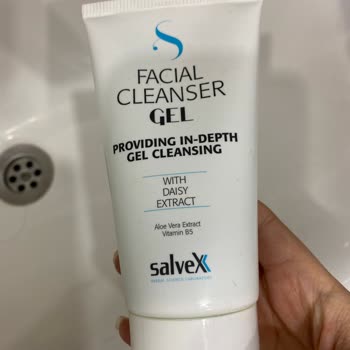 S
FACIAL
CLEANSER
GEL
PROVIDING IN-DEPTH
GEL CLEANSING
WITH
DAISY
EXTRACT
Aloe Vera Extract
Vitamin B5
salveX